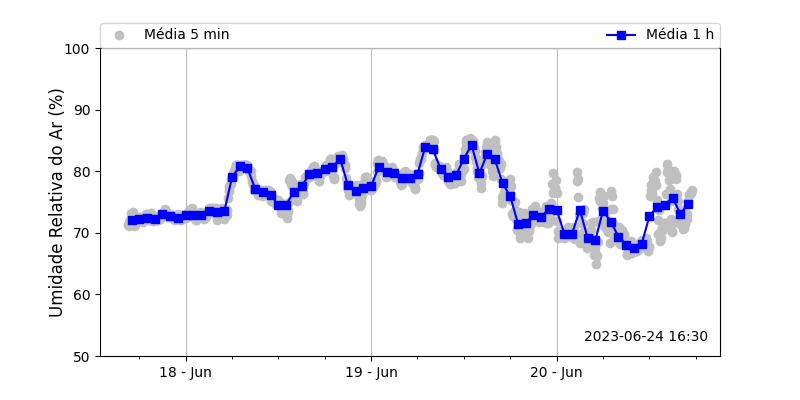 Média 5 min
Média 1 h
Umidade Relativa do Ar (%)
100
90
80
70
60
50
2023-06-24 16:30
18 - Jun
19 - Jun
20 - Jun